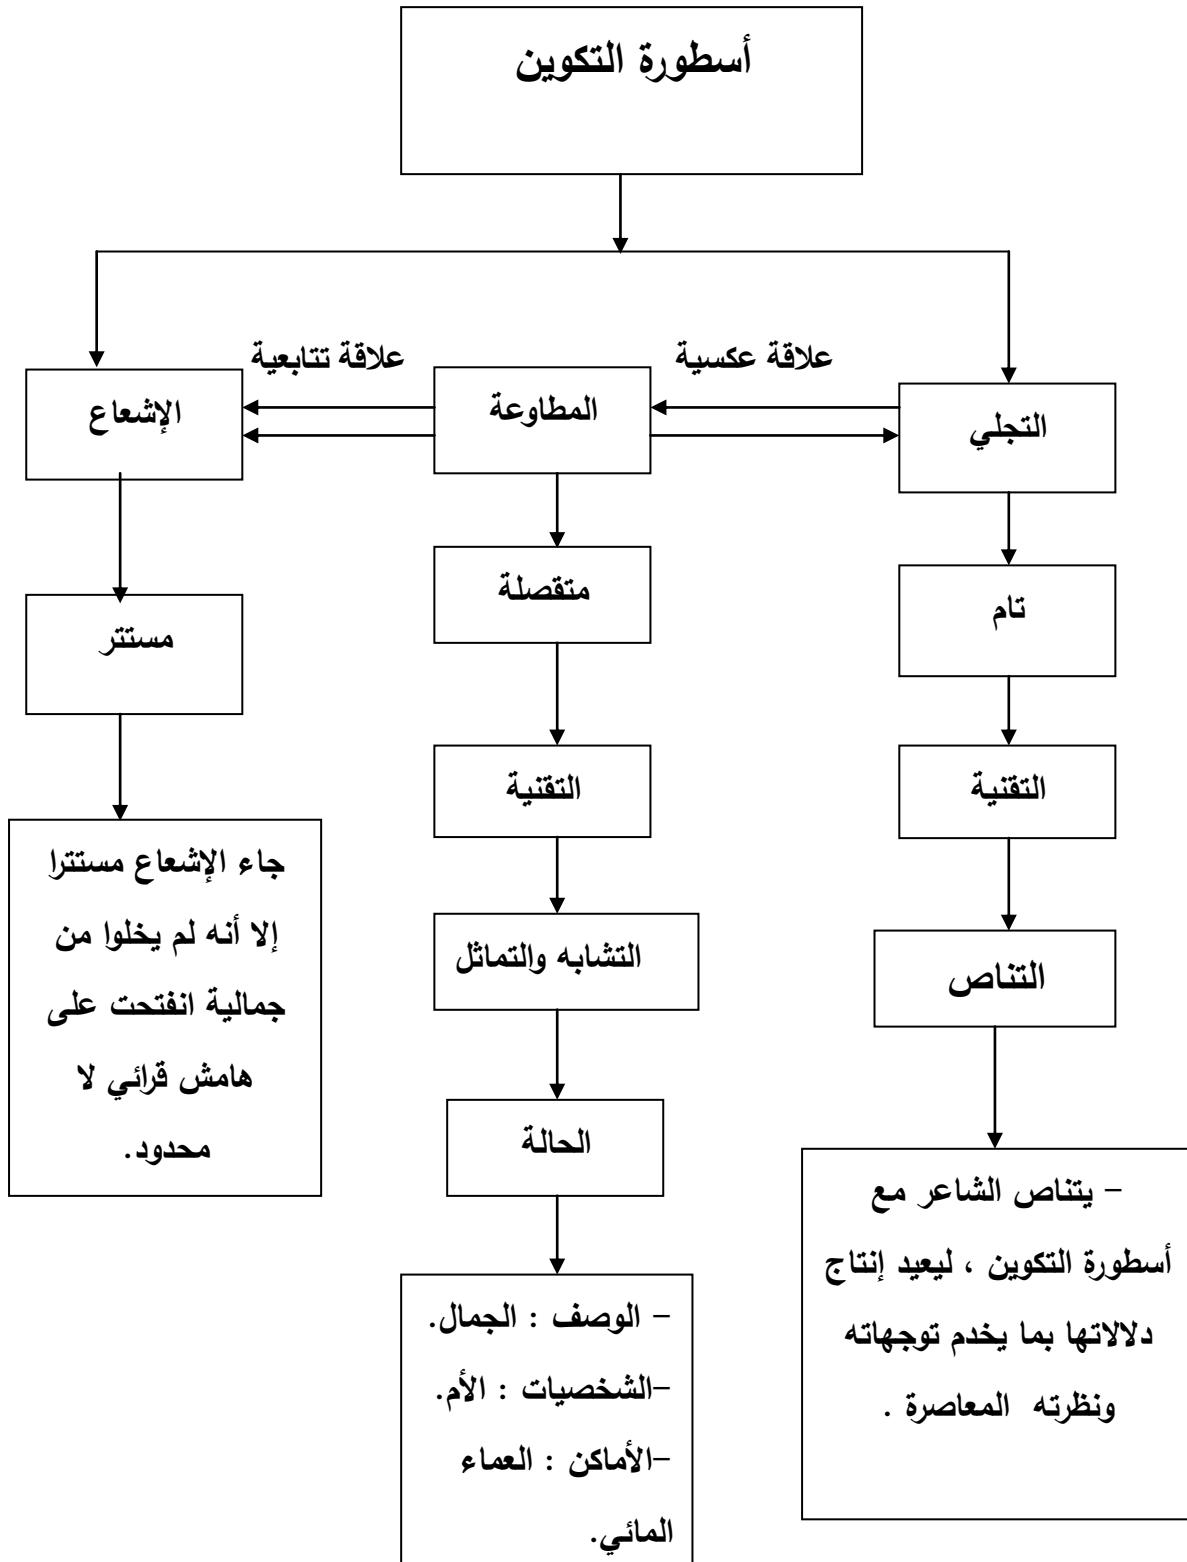 أسطورة التكوين
علاقة عكسية
علاقة تتابعية
التجلي
المطاوعة
الإشعاع
تام
متقصلة
مستتر
التقنية
التقنية
التناص
التشابه والتماثل
الحالة
جاء الإشعاع مستترا
إلا أنه لم يخلوا من
جمالية انفتحت على
هامش قرائي لا
محدود.
– يتناص الشاعر مع
أسطورة التكوين ، ليعيد إنتاج
دلالاتها بما يخدم توجهاته
ونظرته المعاصرة .
– الوصف : الجمال.
–الشخصيات : الأم.
–الأماكن : العماء
المائي.